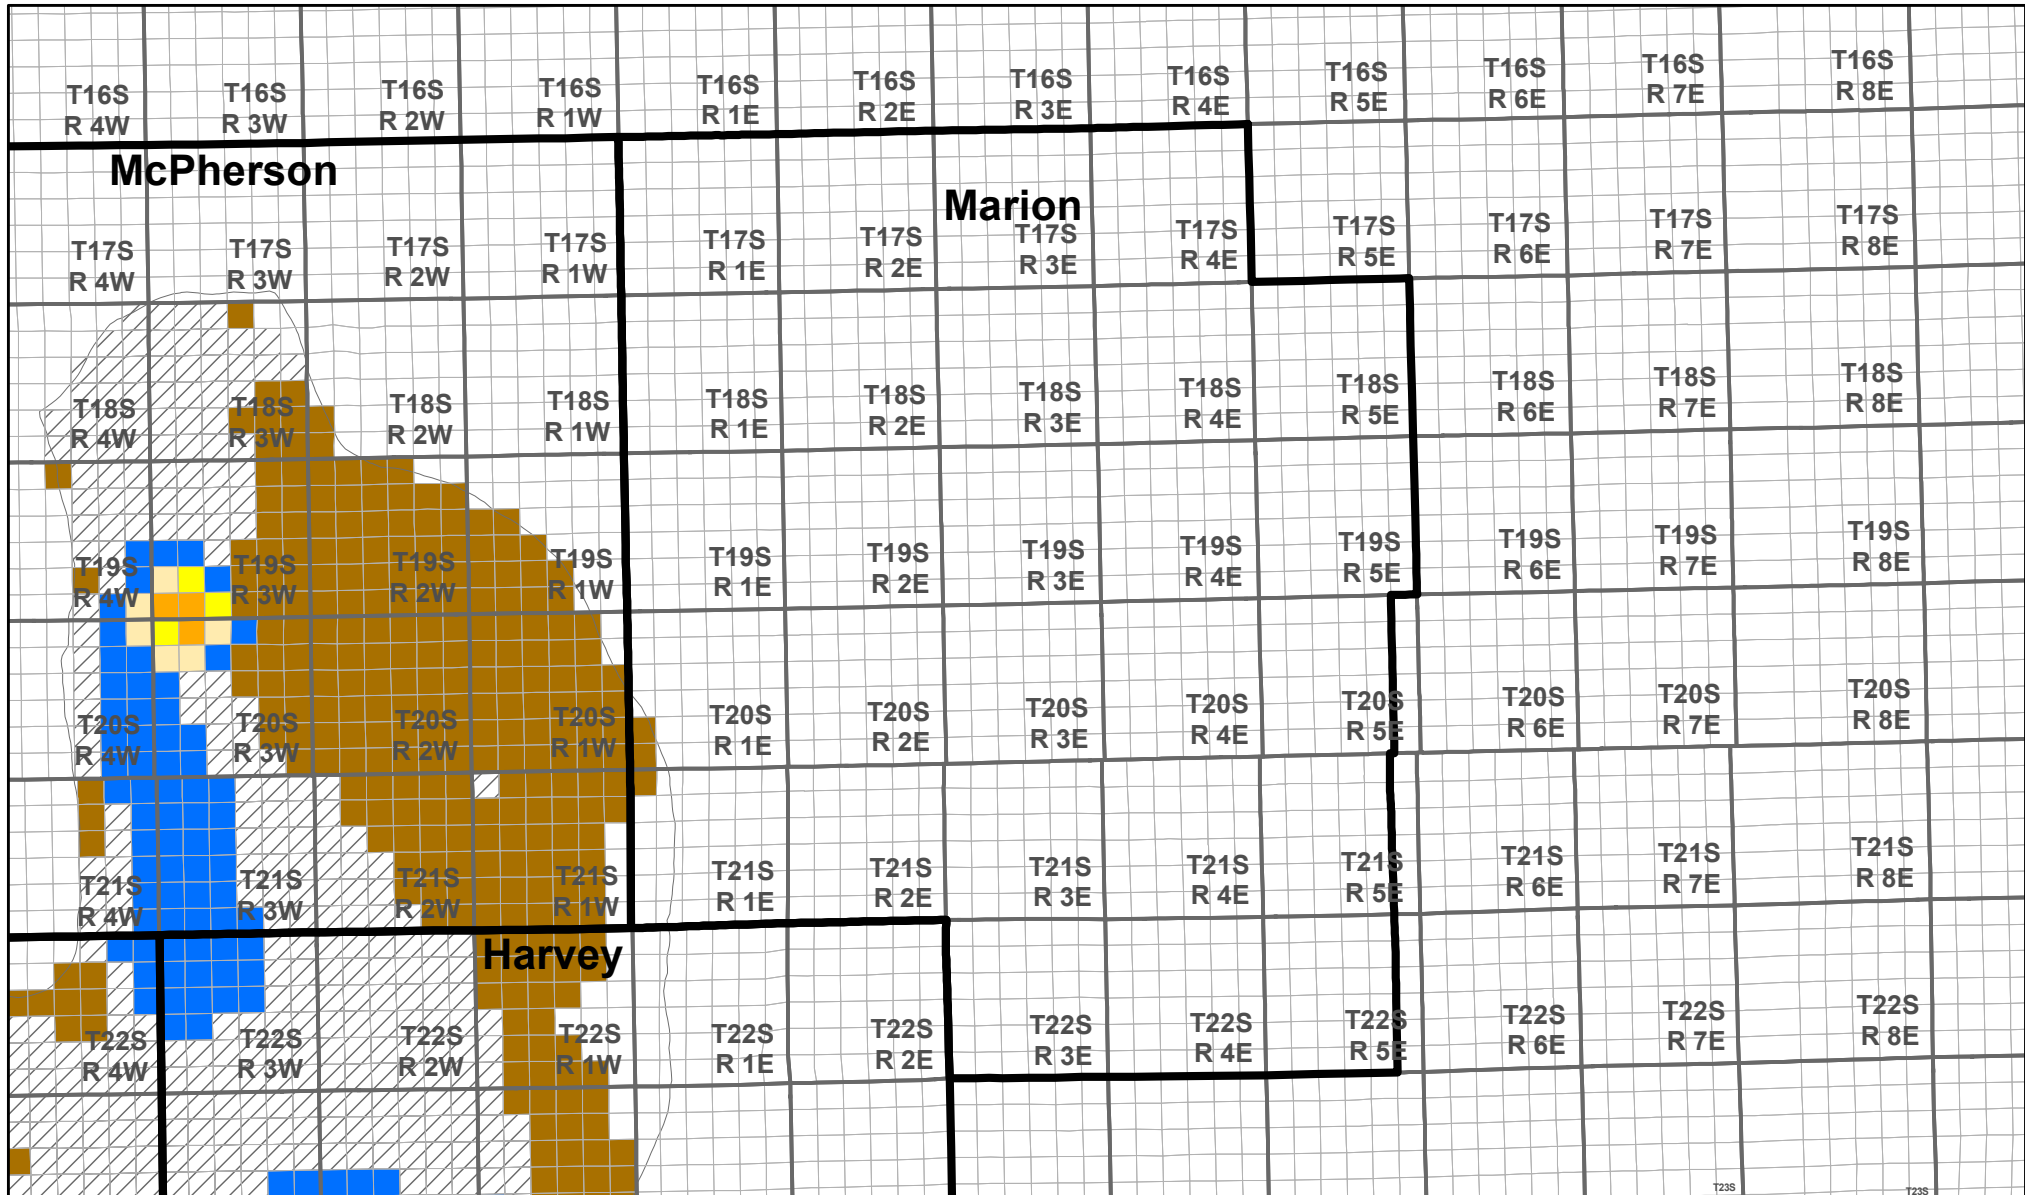 T16S T16S T16S T16S T16S T16S T16S T16S T16S T16S T16S T16S
R 4W R 3W R 2W R 1W R 1E R 2E R 3E R 4E R 5E R 6E R 7E R 8E
McPherson
Marion
T17S T17S T17S T17S T17S T17S T17S T17S T17S T17S T17S T17S
R 4W R 3W R 2W R 1W R 1E R 2E R 3E R 4E R 5E R 6E R 7E R 8E
T18S T18S T18S T18S T18S T18S T18S T18S T18S T18S T18S T18S
R 4W R 3W R 2W R 1W R 1E R 2E R 3E R 4E R 5E R 6E R 7E R 8E
T19S T19S T19S T19S T19S T19S T19S T19S T19S T19S T19S T19S
R 4W R 3W R 2W R 1W R 1E R 2E R 3E R 4E R 5E R 6E R 7E R 8E
T20S T20S T20S T20S T20S T20S T20S T20S T20S T20S T20S T20S
R 4W R 3W R 2W R 1W R 1E R 2E R 3E R 4E R 5E R 6E R 7E R 8E
T21S T21S T21S T21S T21S T21S T21S T21S T21S T21S T21S T21S
R 4W R 3W R 2W R 1W R 1E R 2E R 3E R 4E R 5E R 6E R 7E R 8E
Harvey
T22S T22S T22S T22S T22S T22S T22S T22S T22S T22S T22S T22S
R 4W R 3W R 2W R 1W R 1E R 2E R 3E R 4E R 5E R 6E R 7E R 8E
T23S T23S